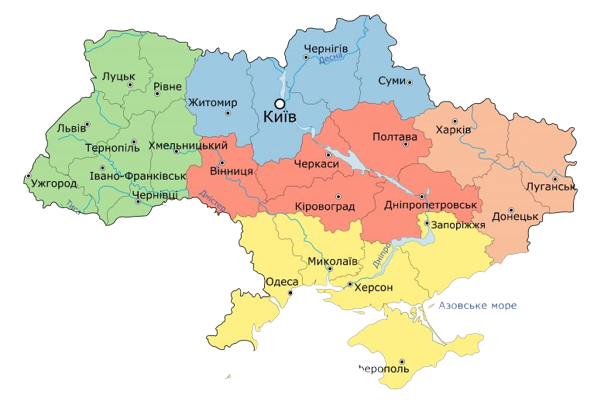 Чернігів
Десна
Луцьк
Рівне
Суми
Житомир
Київ
Львів
Тернопіль
Хмельницький
Полтава
Харків
Черкаси
Вінниця
Івано-Франківськ
Ужгород
Чернівці
Луганськ
Тиса
Дністер
Кіровоград
Дніпропетровськ
Донецьк
Запоріжжя
Дніпро
Миколаїв
Одеса
Херсон
Азовське море
ферополь